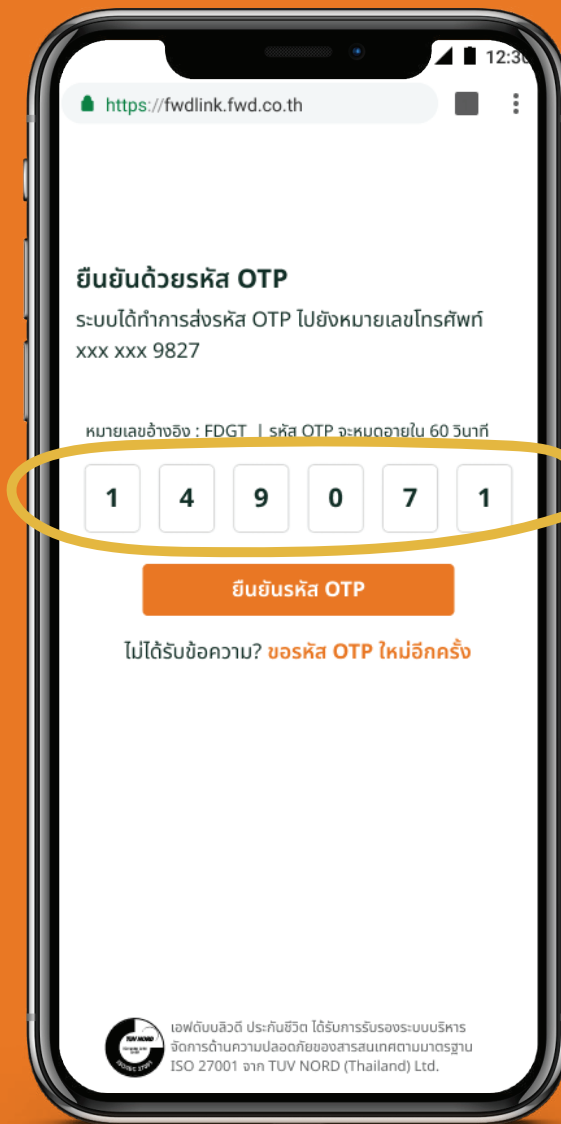 12:30
https://fwdlink.fwd.co.th
ยืนยันด้วยรหัส OTP
ระบบได้ทำการส่งรหัส OTP ไปยังหมายเลขโทรศัพท์
xxx xxx 9827
หมายเลขอ้างอิง : FDGT | รหัส OTP จะหมดอายุใน 60 วินาที
1 4 9 0 7 1
ยืนยันรหัส OTP
ไม่ได้รับข้อความ? ขอรหัส OTP ใหม่อีกครั้ง
TUV NORD
เอฟดับบลิวดี ประกันชีวิต ได้รับการรับรองระบบบริหาร
จัดการด้านความปลอดภัยของสารสนเทศตามมาตรฐาน
ISO 27001 จาก TUV NORD (Thailand) Ltd.